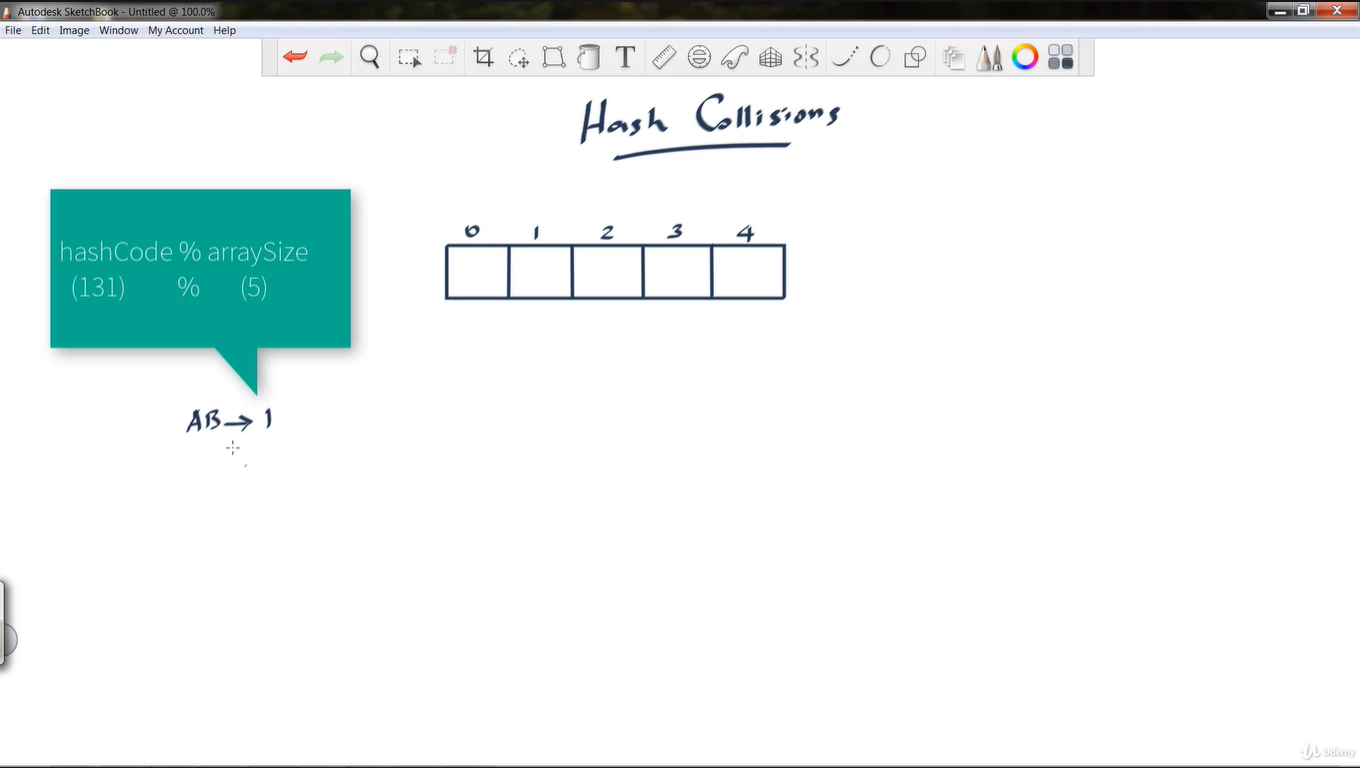 Autodesk SketchBook - Untitled @ 100.0%
File Edit Image Window My Account Help
T
Hash Collisions
hashCode % arraySize
(131) % (5)
0 1 2 3 4
AB→1
Udemy